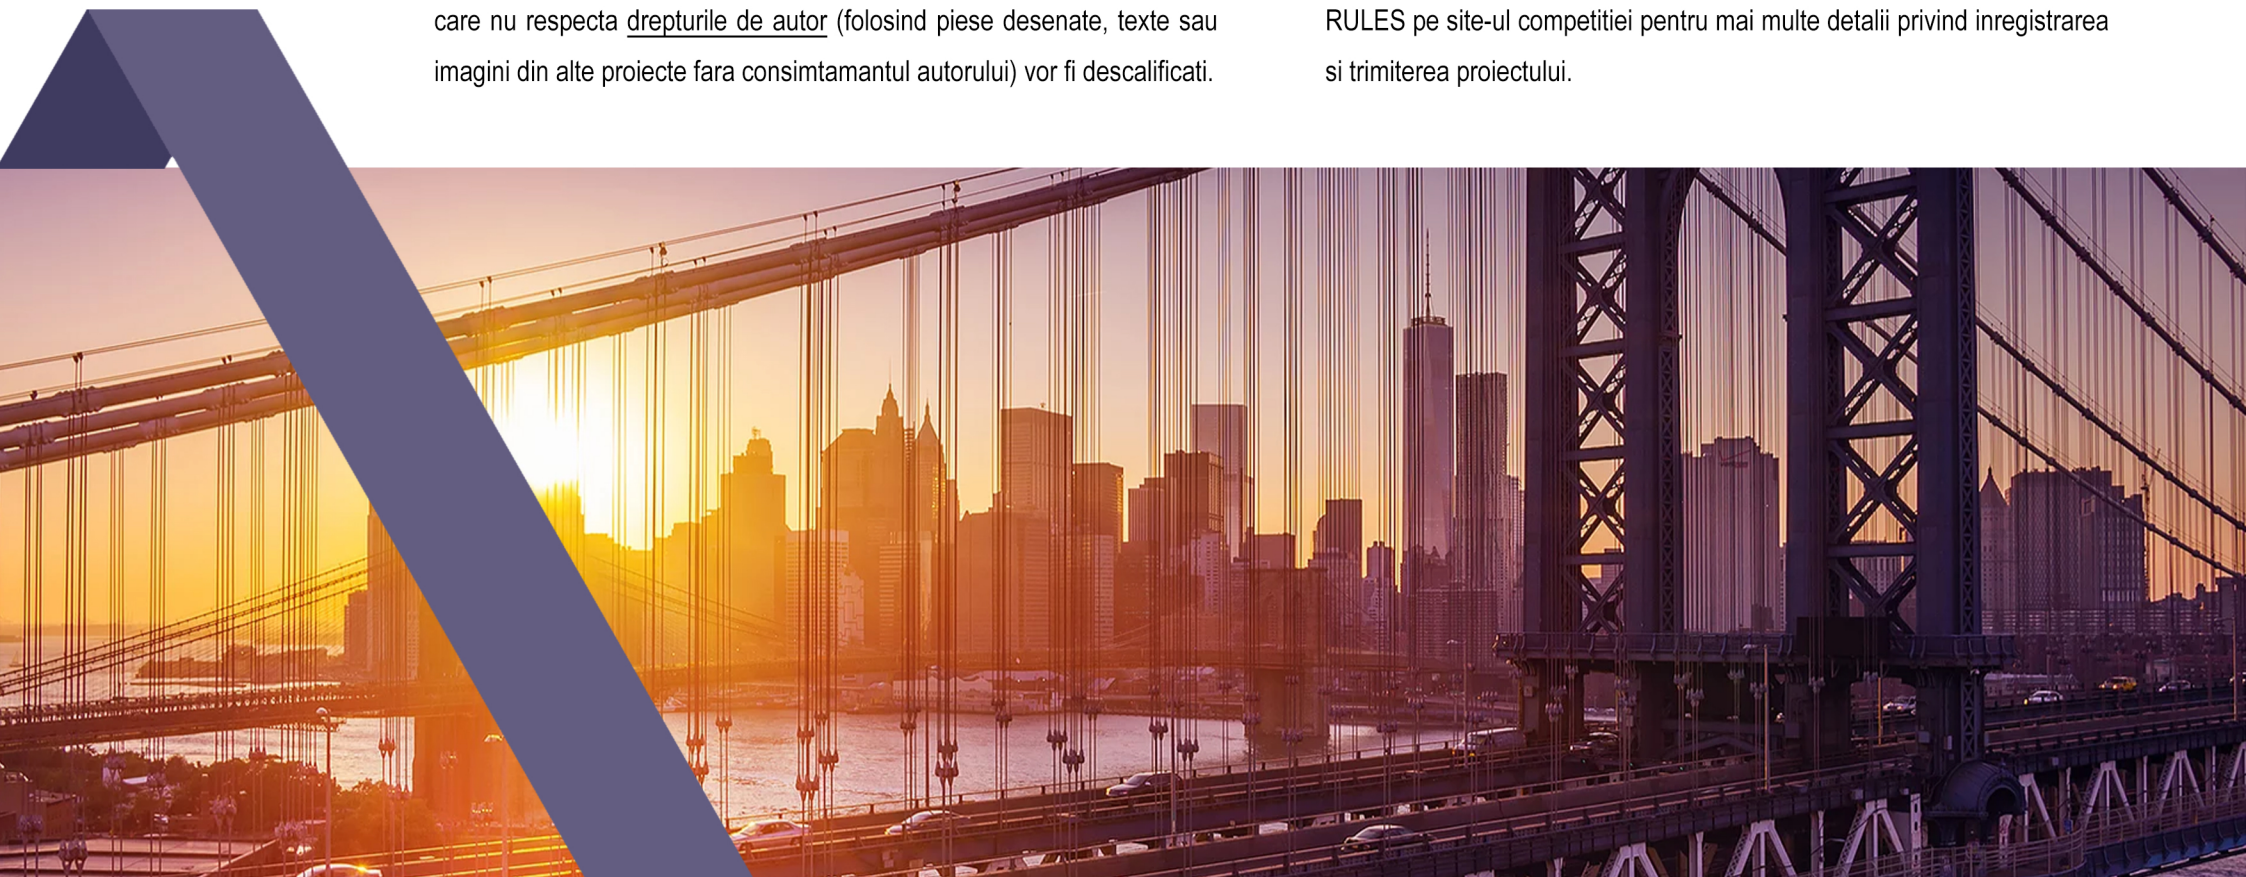 care nu respecta drepturile de autor (folosind piese desenate, texte sau
imagini din alte proiecte fara consimtamantul autorului) vor fi descalificati.
RULES pe site-ul competitiei pentru mai multe detalii privind inregistrarea
si trimiterea proiectului.